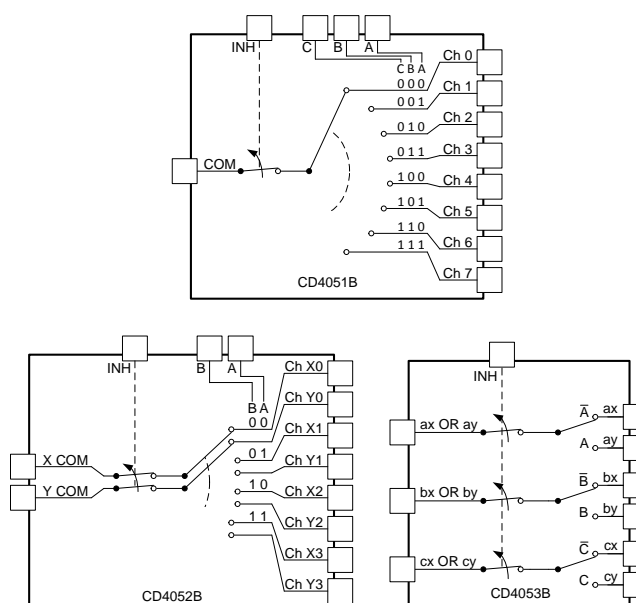 INH C B A
C B A
Ch 0
0 0 0
Ch 1
0 0 1
Ch 2
0 1 0
COM
Ch 3
0 1 1
Ch 4
1 0 0
Ch 5
1 0 1
Ch 6
1 1 0
Ch 7
1 1 1
CD4051B
INH B A
B A
Ch X0
0 0
Ch Y0
Ch X1
0 1
X COM
Ch Y1
Y COM
Ch X2
1 0
Ch Y2
1 1
Ch X3
Ch Y3
CD4052B
INH
ax OR ay
A̅ ax
A ay
bx OR by
B̅ bx
B by
cx OR cy
C̅ cx
C cy
CD4053B